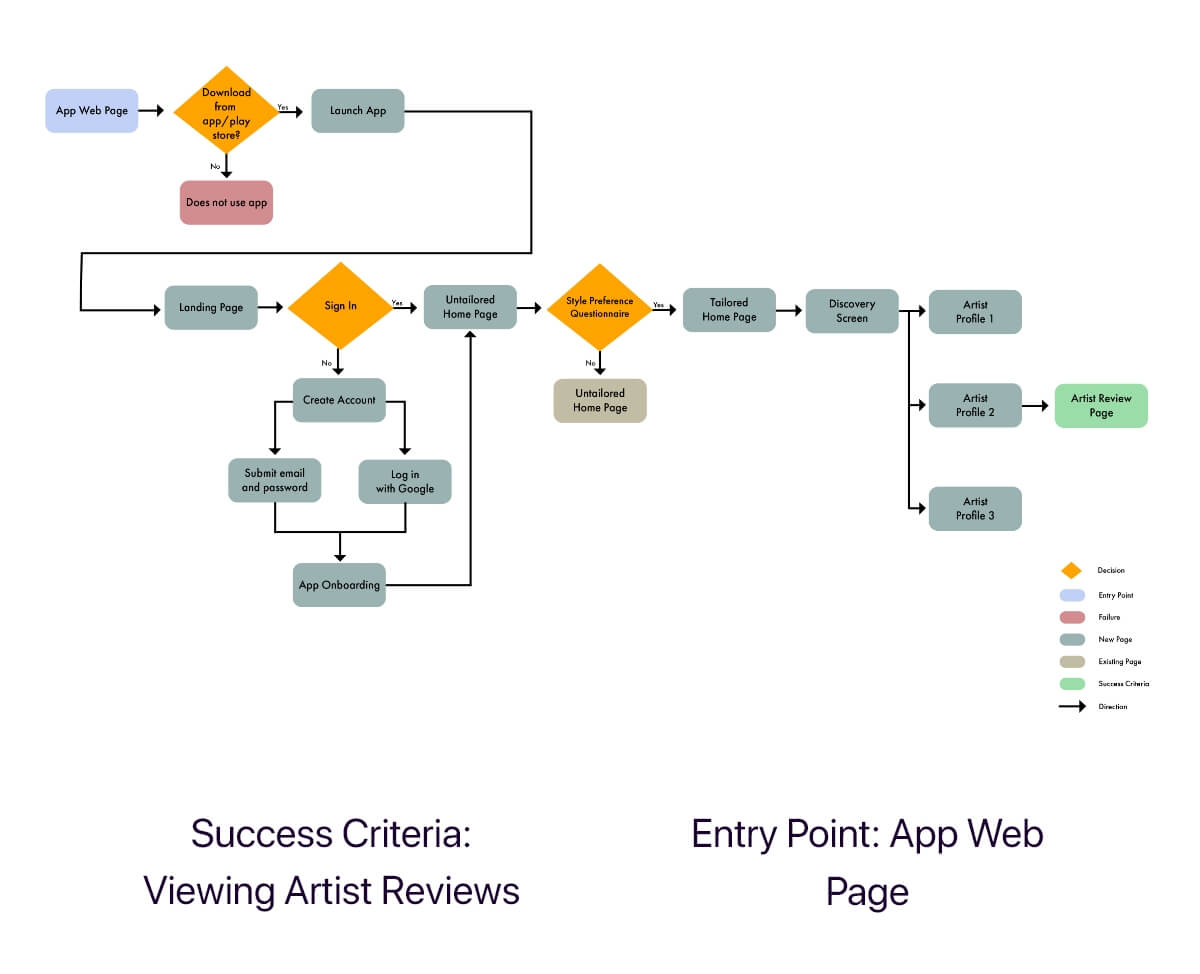 Download
from
app/play
store?
App Web Page
Yes
Launch App
No
Does not use app
Landing Page
Sign In
Yes
Untailored
Home Page
Style Preference
Questionnaire
Yes
Tailored
Home Page
Discovery
Screen
Artist
Profile 1
No
Create Account
No
Untailored
Home Page
Artist
Profile 2
Artist Review
Page
Submit email
and password
Log in
with Google
Artist
Profile 3
App Onboarding
Decision
Entry Point
Failure
New Page
Existing Page
Success Criteria
Direction
Success Criteria:
Viewing Artist Reviews
Entry Point: App Web
Page